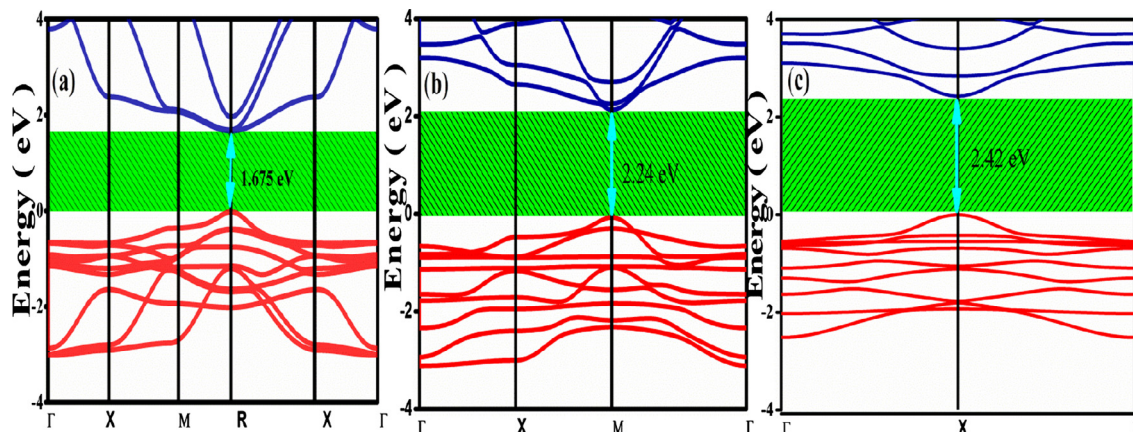 (a)
Energy ( eV)
4
2
0
-2
-4
1.675 eV
Γ X M R X Γ
(b)
Energy ( eV)
4
2
0
-2
-4
2.24 eV
Γ X M Γ
(c)
Energy ( eV)
4
2
0
-2
-4
2.42 eV
Γ X Γ